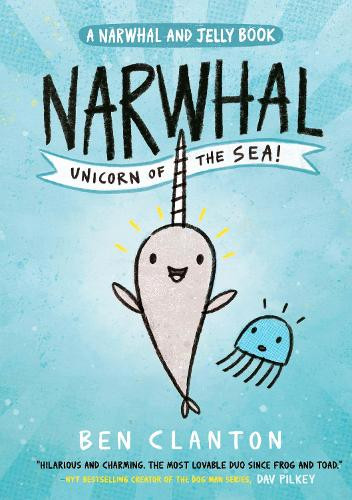 A NARWHAL AND JELLY BOOK
NARWHAL
UNICORN OF THE SEA!
BEN CLANTON
"HILARIOUS AND CHARMING. THE MOST LOVABLE DUO SINCE FROG AND TOAD."
–NYT BESTSELLING CREATOR OF THE DOG MAN SERIES, DAV PILKEY